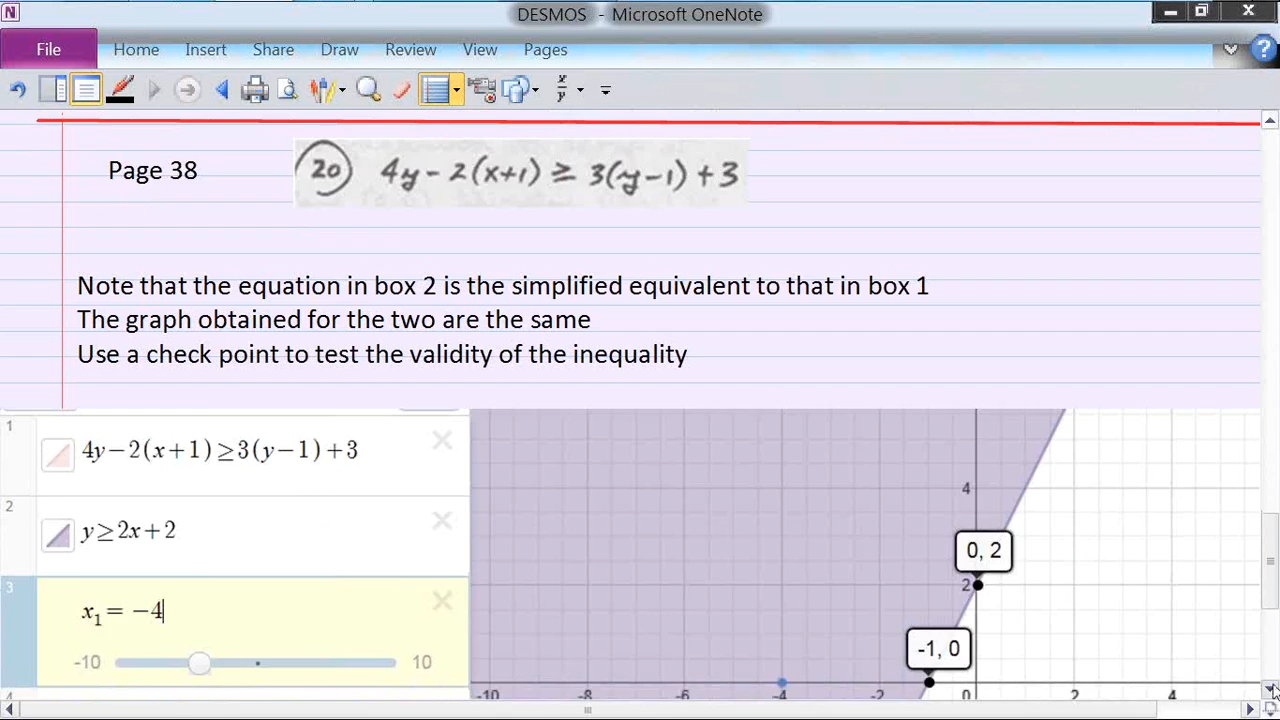 DESMOS - Microsoft OneNote
File Home Insert Share Draw Review View Pages
Page 38
20 4y - 2(x+1) ≥ 3(y-1) + 3
Note that the equation in box 2 is the simplified equivalent to that in box 1
The graph obtained for the two are the same
Use a check point to test the validity of the inequality
1
4y−2(x+1)≥3(y−1)+3
2
y≥2x+2
3
x₁= −4
-10 10
4
4
0, 2
2
-1, 0
-10 -8 -6 -4 -2 0 2 4